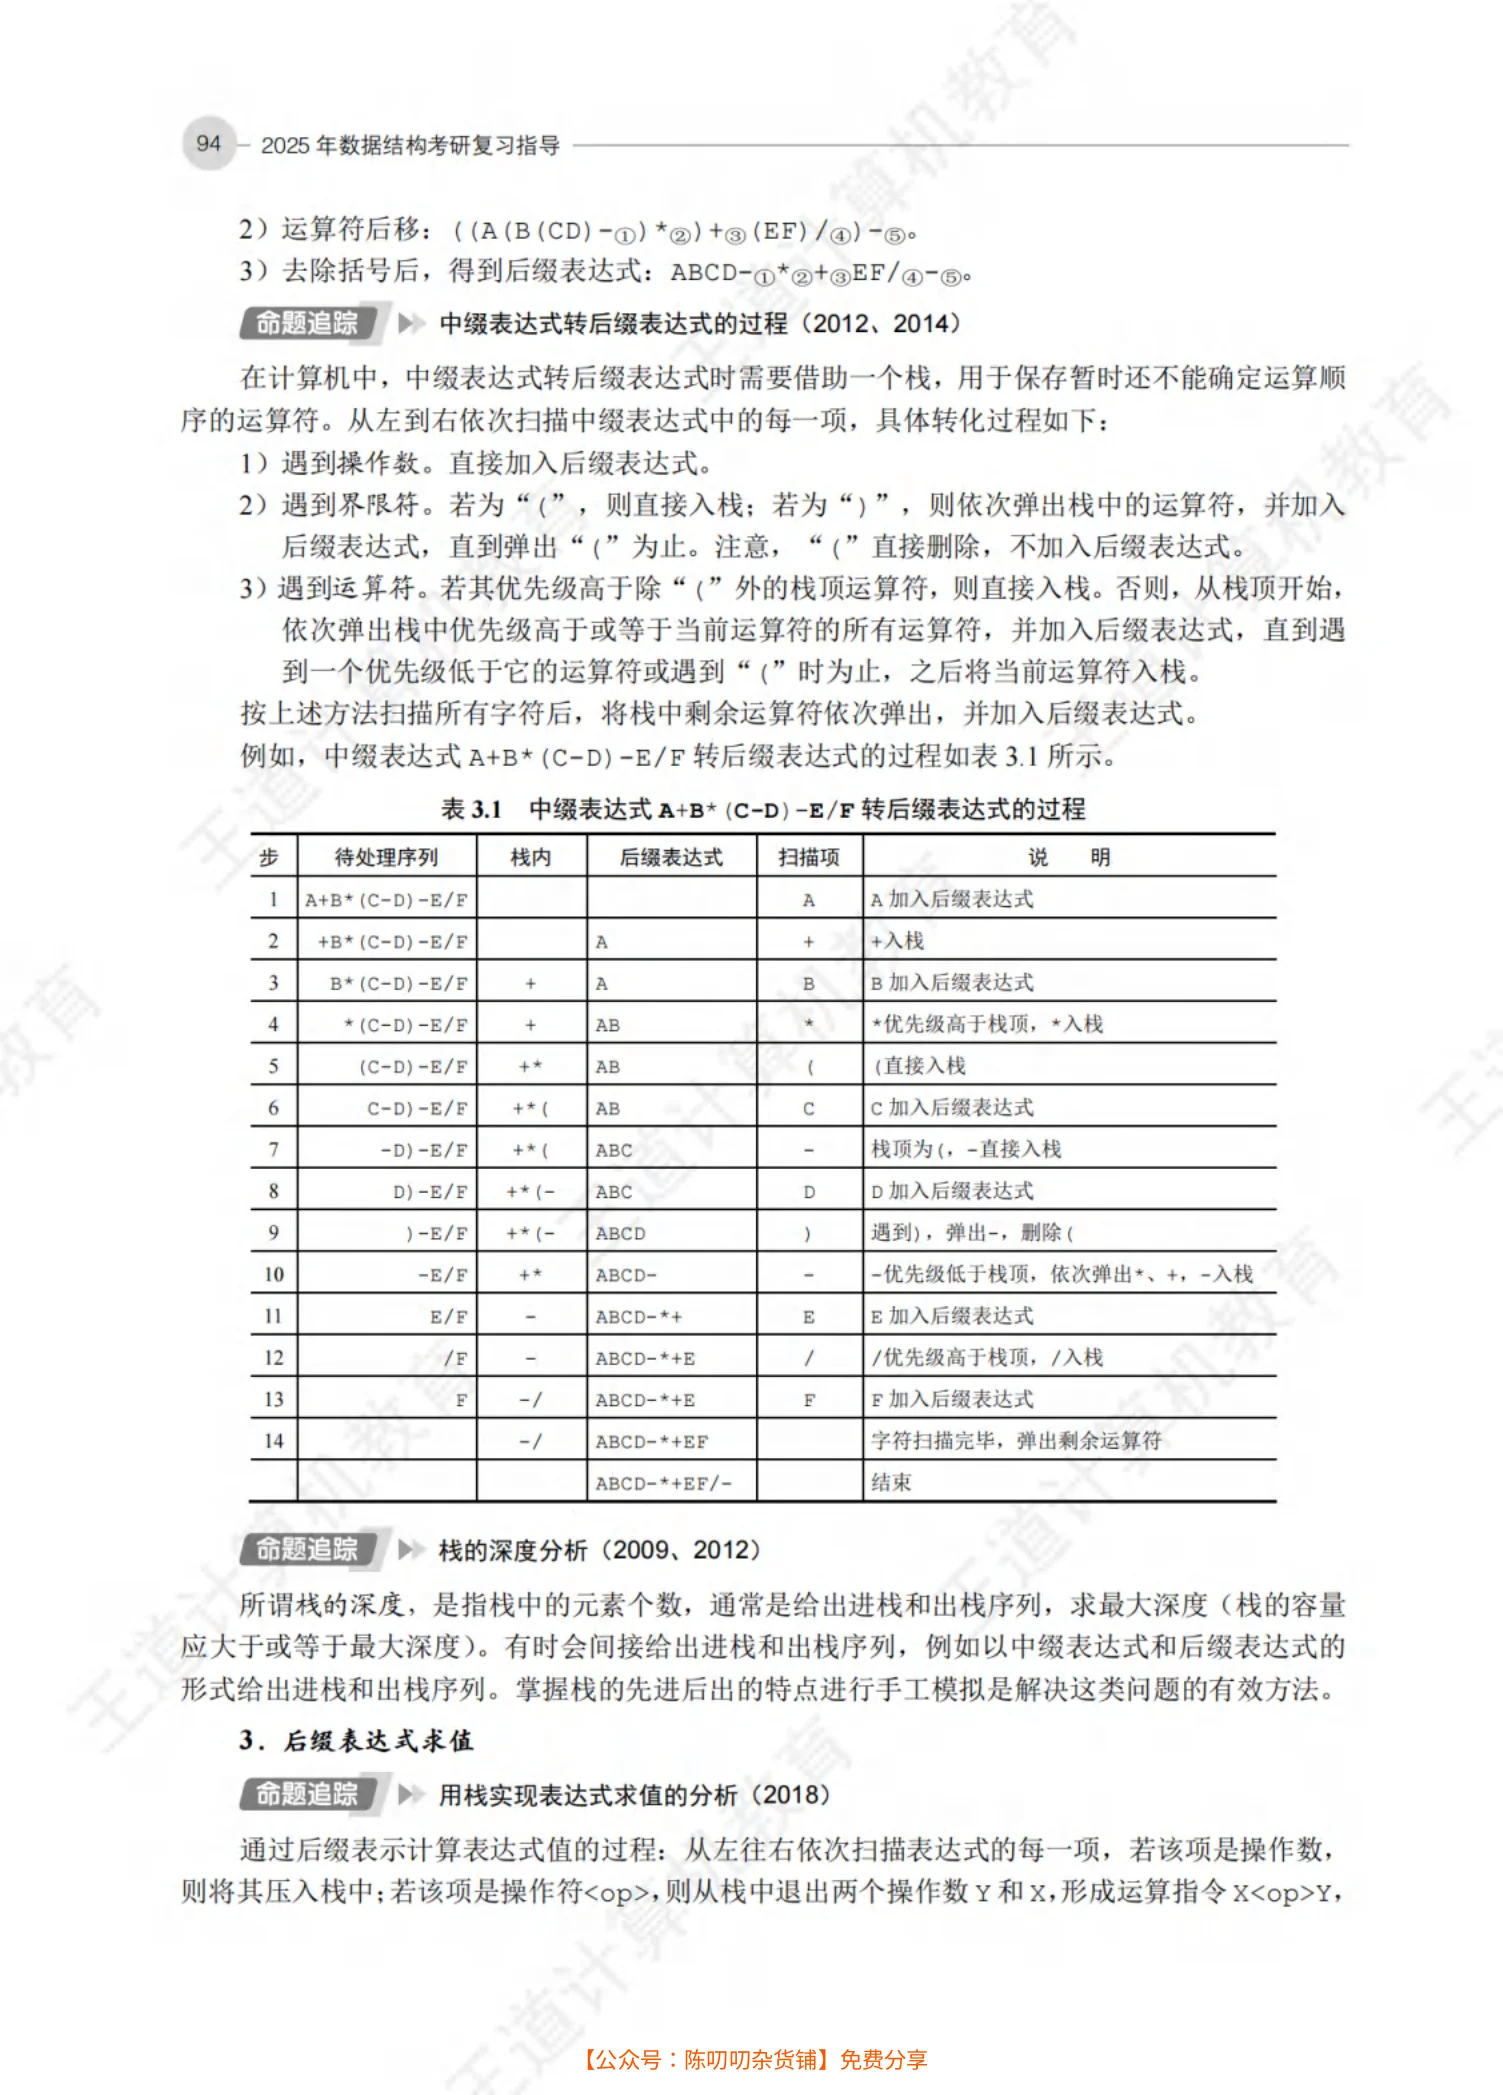 94 2025 年数据结构考研复习指导
2）运算符后移：((A(B(CD)-①)*②)+③(EF)/④)-⑤。
3）去除括号后，得到后缀表达式：ABCD-①*②+③EF/④-⑤。
命题追踪 中缀表达式转后缀表达式的过程（2012、2014）
在计算机中，中缀表达式转后缀表达式时需要借助一个栈，用于保存暂时还不能确定运算顺
序的运算符。从左到右依次扫描中缀表达式中的每一项，具体转化过程如下：
1）遇到操作数。直接加入后缀表达式。
2）遇到界限符。若为“(”，则直接入栈；若为“)”，则依次弹出栈中的运算符，并加入
后缀表达式，直到弹出“(”为止。注意，“(”直接删除，不加入后缀表达式。
3）遇到运算符。若其优先级高于除“(”外的栈顶运算符，则直接入栈。否则，从栈顶开始，
依次弹出栈中优先级高于或等于当前运算符的所有运算符，并加入后缀表达式，直到遇
到一个优先级低于它的运算符或遇到“(”时为止，之后将当前运算符入栈。
按上述方法扫描所有字符后，将栈中剩余运算符依次弹出，并加入后缀表达式。
例如，中缀表达式 A+B*(C-D)-E/F 转后缀表达式的过程如表 3.1 所示。
表 3.1 中缀表达式 A+B*(C-D)-E/F 转后缀表达式的过程
步 待处理序列 栈内 后缀表达式 扫描项 说 明
1 A+B*(C-D)-E/F A A 加入后缀表达式
2 +B*(C-D)-E/F A + +入栈
3 B*(C-D)-E/F + A B B 加入后缀表达式
4 *(C-D)-E/F + AB * *优先级高于栈顶，*入栈
5 (C-D)-E/F +* AB ( (直接入栈
6 C-D)-E/F +*( AB C C 加入后缀表达式
7 -D)-E/F +*( ABC - 栈顶为(，-直接入栈
8 D)-E/F +*(- ABC D D 加入后缀表达式
9 )-E/F +*(- ABCD ) 遇到)，弹出-，删除(
10 -E/F +* ABCD- - -优先级低于栈顶，依次弹出*、+，-入栈
11 E/F - ABCD-*+ E E 加入后缀表达式
12 /F - ABCD-*+E / /优先级高于栈顶，/入栈
13 F -/ ABCD-*+E F F 加入后缀表达式
14 -/ ABCD-*+EF 字符扫描完毕，弹出剩余运算符
ABCD-*+EF/- 结束
命题追踪 栈的深度分析（2009、2012）
所谓栈的深度，是指栈中的元素个数，通常是给出进栈和出栈序列，求最大深度（栈的容量
应大于或等于最大深度）。有时会间接给出进栈和出栈序列，例如以中缀表达式和后缀表达式的
形式给出进栈和出栈序列。掌握栈的先进后出的特点进行手工模拟是解决这类问题的有效方法。
3．后缀表达式求值
命题追踪 用栈实现表达式求值的分析（2018）
通过后缀表示计算表达式值的过程：从左往右依次扫描表达式的每一项，若该项是操作数，
则将其压入栈中；若该项是操作符<op>，则从栈中退出两个操作数 Y 和 X，形成运算指令 X<op>Y，
【公众号：陈叨叨杂货铺】免费分享
王道计算机教育